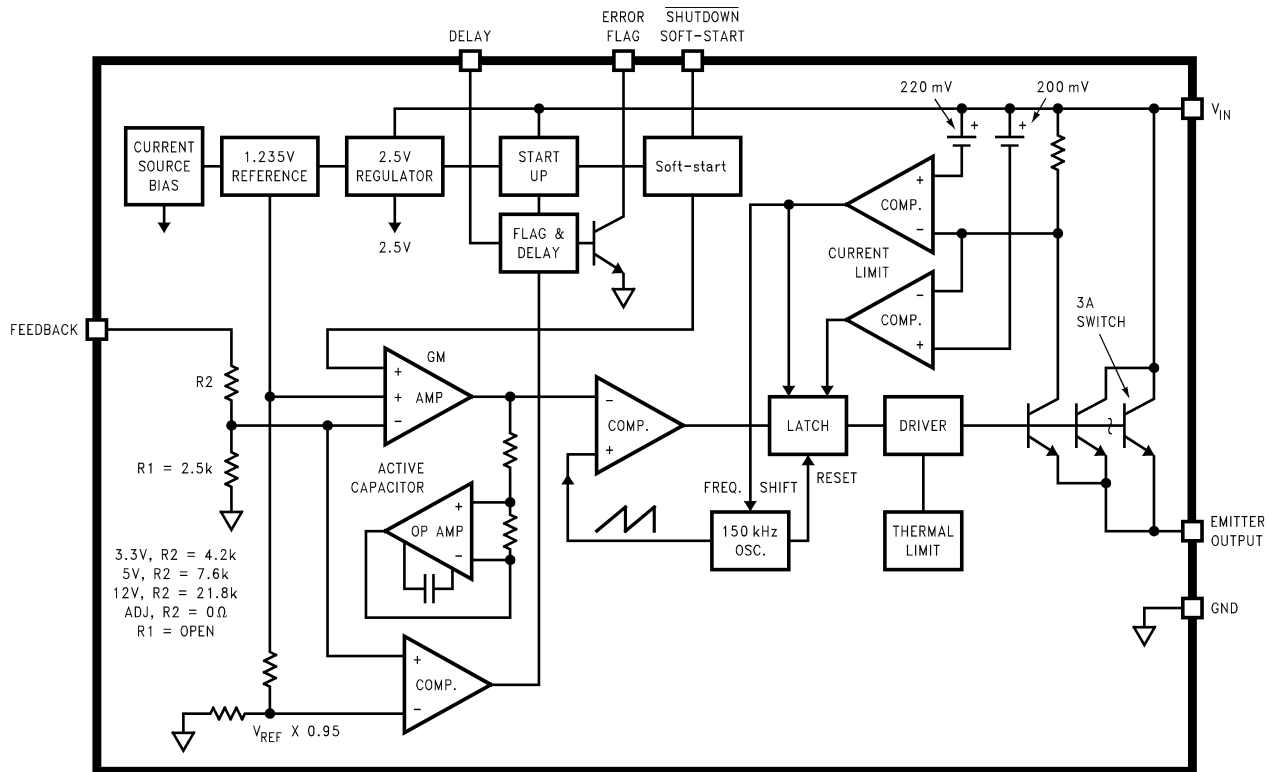 ERROR
FLAG
SHUTDOWN
SOFT-START
DELAY
220 mV
200 mV
VIN
CURRENT
SOURCE
BIAS
1.235V
REFERENCE
2.5V
REGULATOR
START
UP
Soft-start
+
+
+
COMP.
−
2.5V
FLAG &
DELAY
CURRENT
LIMIT
−
COMP.
+
3A
SWITCH
FEEDBACK
R2
GM
+
+
AMP
−
−
COMP.
+
LATCH
DRIVER
R1 = 2.5k
ACTIVE
CAPACITOR
+
OP AMP
−
FREQ. SHIFT
RESET
150 kHz
OSC.
THERMAL
LIMIT
EMITTER
OUTPUT
3.3V, R2 = 4.2k
5V, R2 = 7.6k
12V, R2 = 21.8k
ADJ, R2 = 0Ω
R1 = OPEN
GND
+
COMP.
−
VREF X 0.95